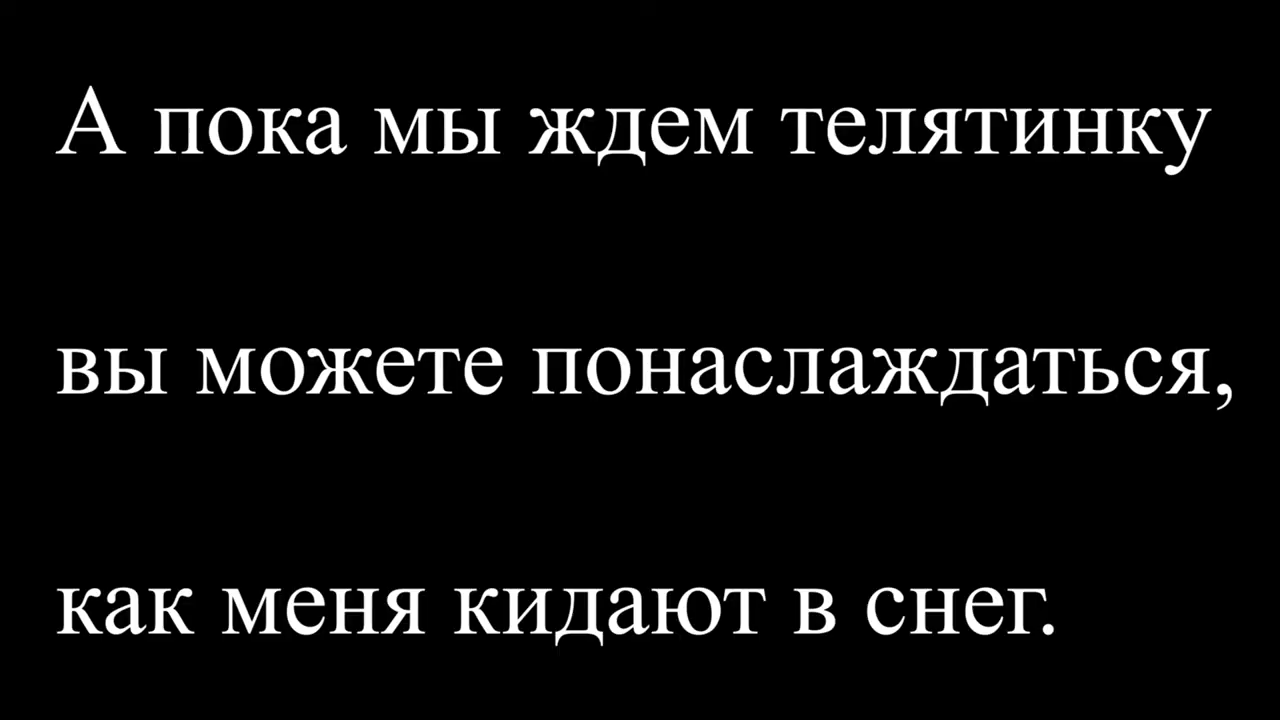 А пока мы ждем телятинку
вы можете понаслаждаться,
как меня кидают в снег.